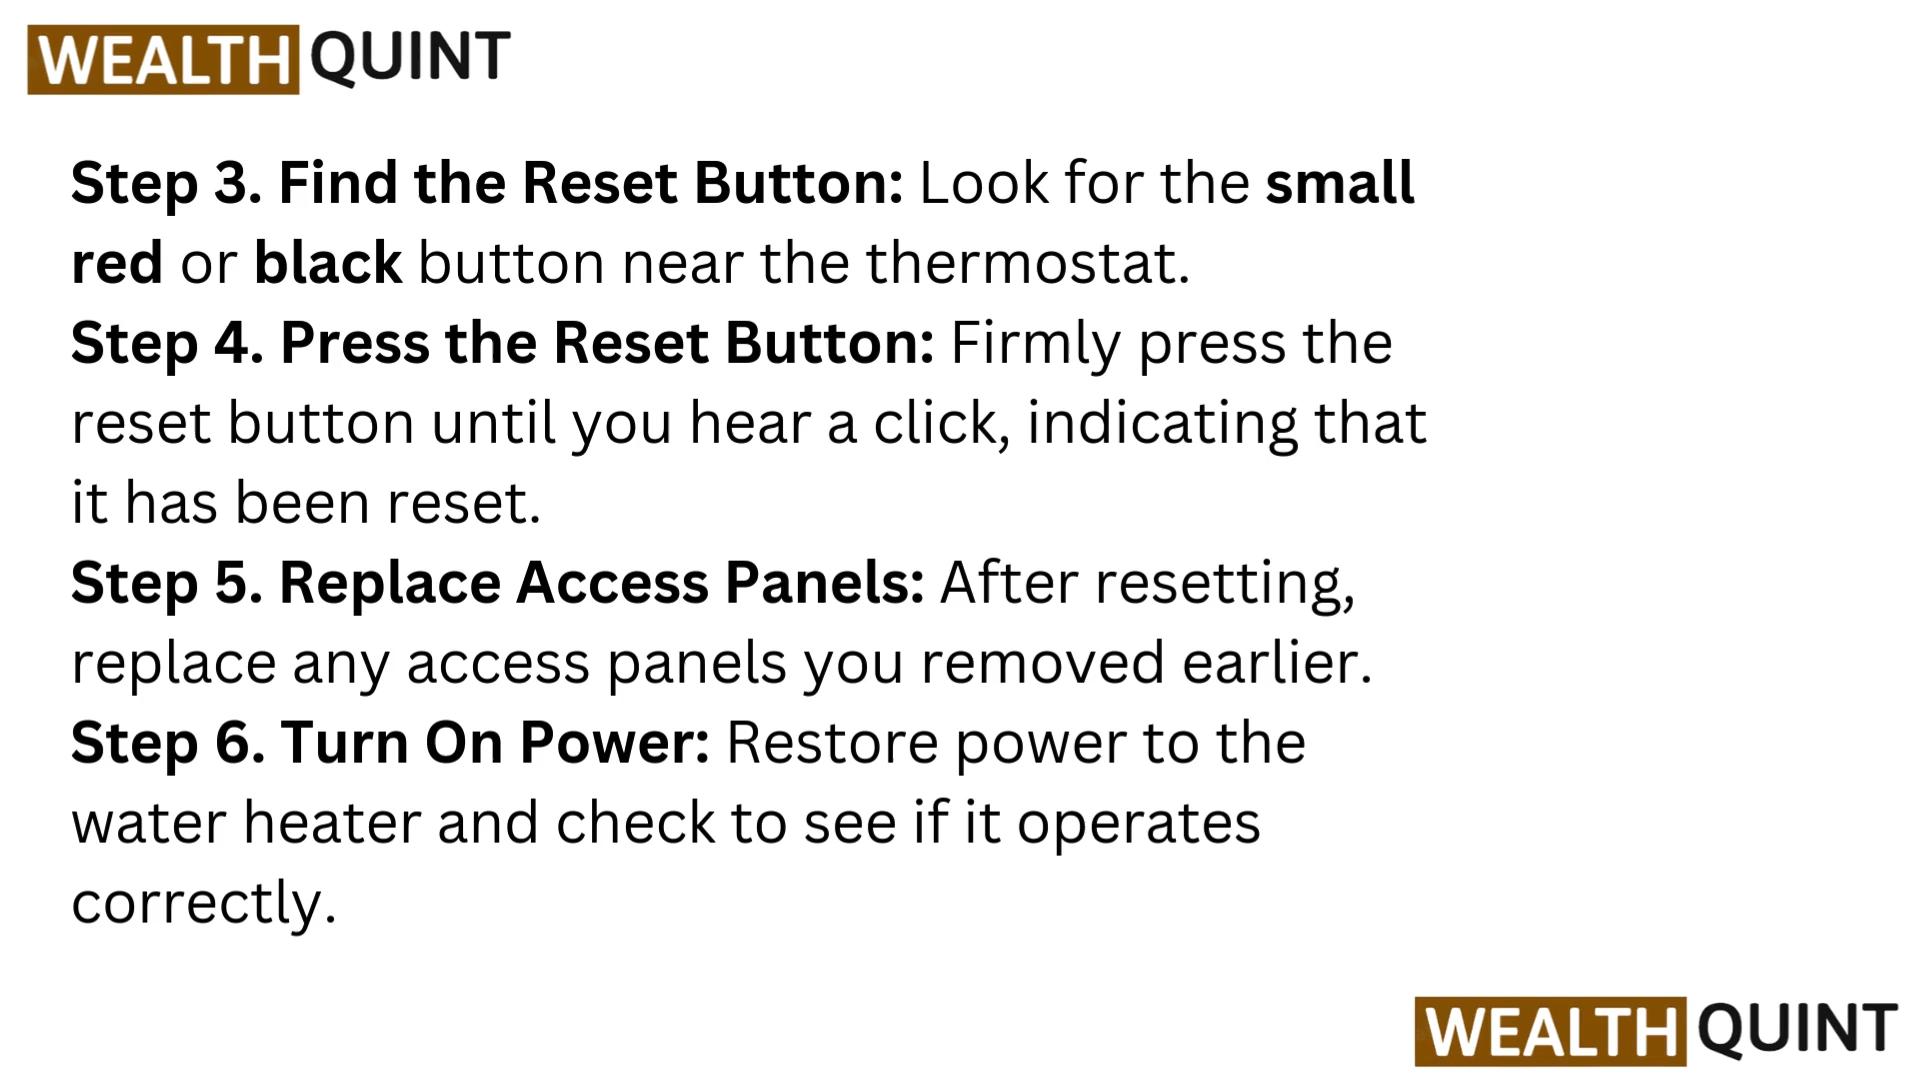 WEALTH QUINT
Step 3. Find the Reset Button: Look for the small
red or black button near the thermostat.
Step 4. Press the Reset Button: Firmly press the
reset button until you hear a click, indicating that
it has been reset.
Step 5. Replace Access Panels: After resetting,
replace any access panels you removed earlier.
Step 6. Turn On Power: Restore power to the
water heater and check to see if it operates
correctly.
WEALTH QUINT